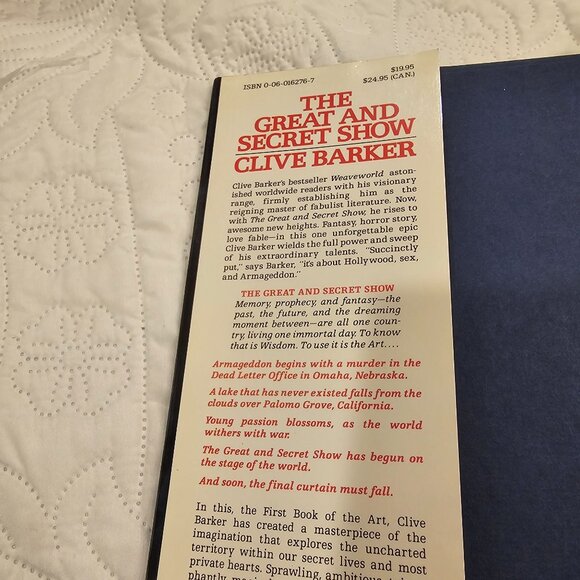 ISBN 0-06-016276-7
$19.95
$24.95 (CAN.)
THE
GREAT AND
SECRET SHOW
CLIVE BARKER
Clive Barker's bestseller Weaveworld aston-
ished worldwide readers with his visionary
range, firmly establishing him as the
reigning master of fabulist literature. Now,
with The Great and Secret Show, he rises to
awesome new heights. Fantasy, horror story,
love fable—in this one unforgettable epic
Clive Barker wields the full power and sweep
of his extraordinary talents. "Succinctly
put," says Barker, "it's about Hollywood, sex,
and Armageddon."
THE GREAT AND SECRET SHOW
Memory, prophecy, and fantasy—the
past, the future, and the dreaming
moment between—are all one coun-
try, living one immortal day. To know
that is Wisdom. To use it is the Art....
Armageddon begins with a murder in the
Dead Letter Office in Omaha, Nebraska.
A lake that has never existed falls from the
clouds over Palomo Grove, California.
Young passion blossoms, as the world
withers with war.
The Great and Secret Show has begun on
the stage of the world.
And soon, the final curtain must fall.
In this, the First Book of the Art, Clive
Barker has created a masterpiece of the
imagination that explores the uncharted
territory within our secret lives and most
private hearts. Sprawling, ambitious,